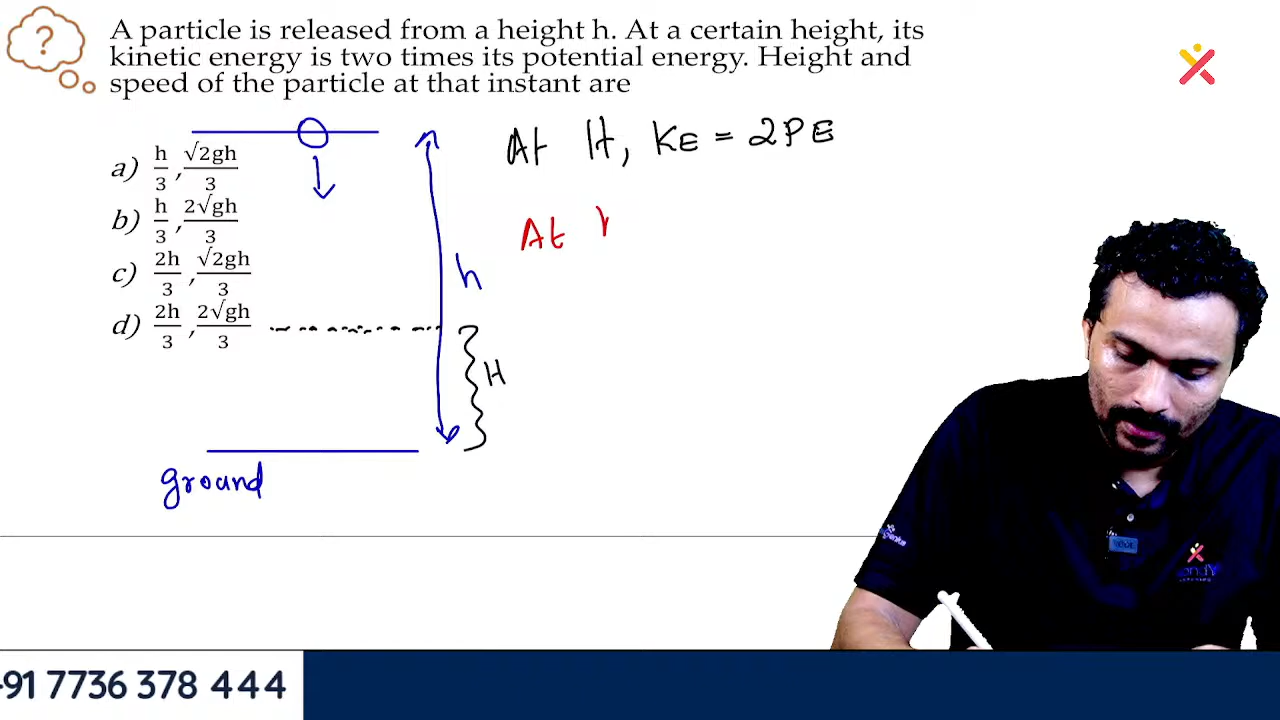 ?
A particle is released from a height h. At a certain height, its
kinetic energy is two times its potential energy. Height and
speed of the particle at that instant are
a) h/3 , √2gh/3
b) h/3 , 2√gh/3
c) 2h/3 , √2gh/3
d) 2h/3 , 2√gh/3
At H, KE = 2PE
At
h
H
ground
-91 7736 378 444